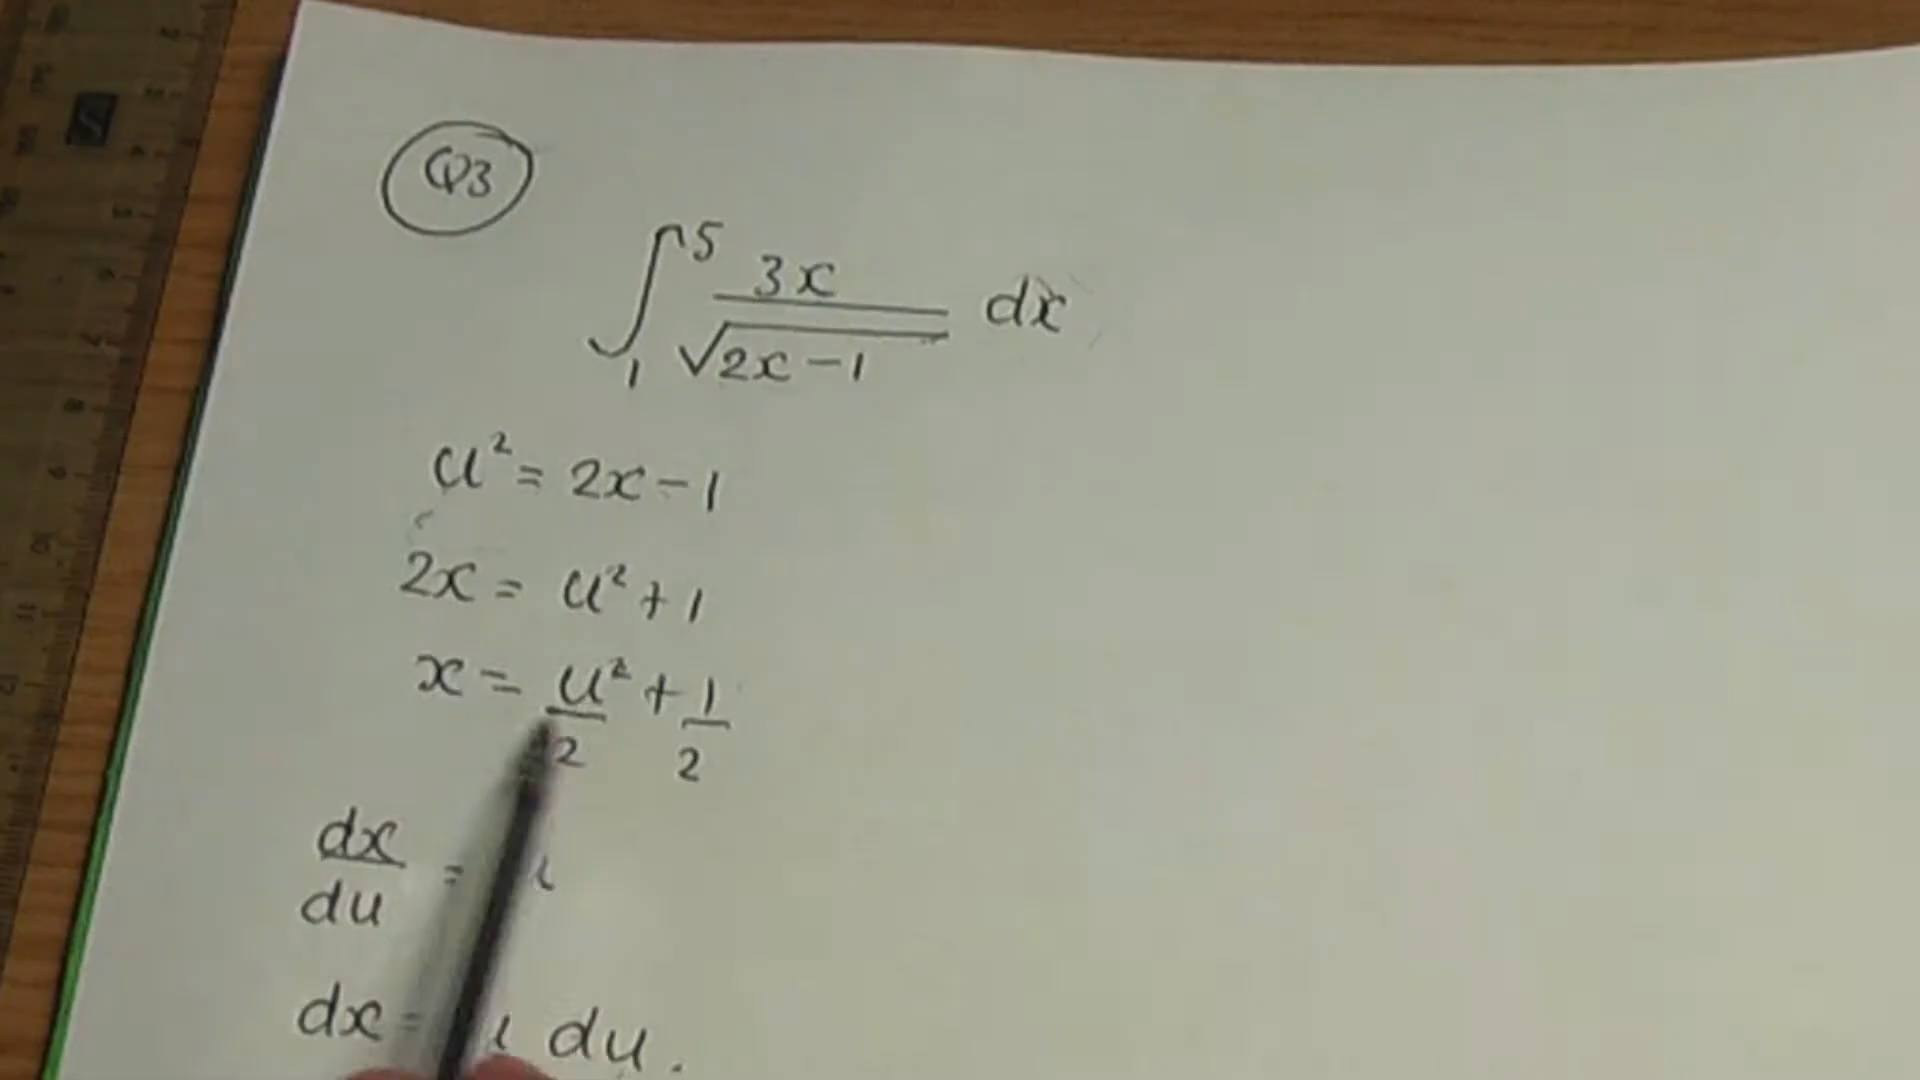 Q3
∫₁⁵ 3x/√(2x-1) dx
u² = 2x - 1
2x = u² + 1
x = u²/2 + 1/2
dx/du =
dx = du.